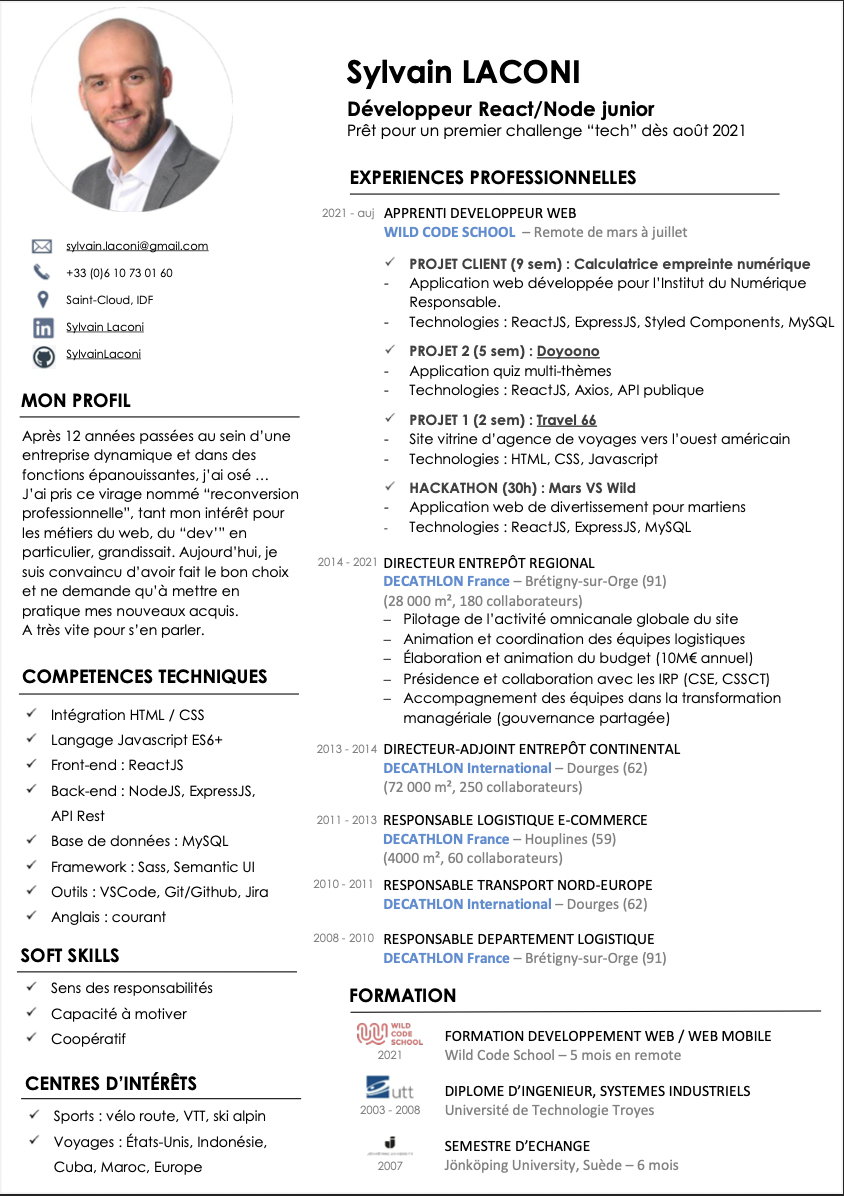 Sylvain LACONI
Développeur React/Node junior
Prêt pour un premier challenge “tech” dès août 2021
sylvain.laconi@gmail.com
+33 (0)6 10 73 01 60
Saint-Cloud, IDF
Sylvain Laconi
SylvainLaconi
MON PROFIL
Après 12 années passées au sein d’une
entreprise dynamique et dans des
fonctions épanouissantes, j’ai osé …
J’ai pris ce virage nommé “reconversion
professionnelle”, tant mon intérêt pour
les métiers du web, du “dev’” en
particulier, grandissait. Aujourd’hui, je
suis convaincu d’avoir fait le bon choix
et ne demande qu’à mettre en
pratique mes nouveaux acquis.
A très vite pour s’en parler.
COMPETENCES TECHNIQUES
✓ Intégration HTML / CSS
✓ Langage Javascript ES6+
✓ Front-end : ReactJS
✓ Back-end : NodeJS, ExpressJS,
API Rest
✓ Base de données : MySQL
✓ Framework : Sass, Semantic UI
✓ Outils : VSCode, Git/Github, Jira
✓ Anglais : courant
SOFT SKILLS
✓ Sens des responsabilités
✓ Capacité à motiver
✓ Coopératif
CENTRES D’INTÉRÊTS
✓ Sports : vélo route, VTT, ski alpin
✓ Voyages : États-Unis, Indonésie,
Cuba, Maroc, Europe
EXPERIENCES PROFESSIONNELLES
2021 - auj APPRENTI DEVELOPPEUR WEB
WILD CODE SCHOOL – Remote de mars à juillet
✓ PROJET CLIENT (9 sem) : Calculatrice empreinte numérique
- Application web développée pour l’Institut du Numérique
Responsable.
- Technologies : ReactJS, ExpressJS, Styled Components, MySQL
✓ PROJET 2 (5 sem) : Doyoono
- Application quiz multi-thèmes
- Technologies : ReactJS, Axios, API publique
✓ PROJET 1 (2 sem) : Travel 66
- Site vitrine d’agence de voyages vers l’ouest américain
- Technologies : HTML, CSS, Javascript
✓ HACKATHON (30h) : Mars VS Wild
- Application web de divertissement pour martiens
- Technologies : ReactJS, ExpressJS, MySQL
2014 - 2021 DIRECTEUR ENTREPÔT REGIONAL
DECATHLON France – Brétigny-sur-Orge (91)
(28 000 m², 180 collaborateurs)
– Pilotage de l’activité omnicanale globale du site
– Animation et coordination des équipes logistiques
– Élaboration et animation du budget (10M€ annuel)
– Présidence et collaboration avec les IRP (CSE, CSSCT)
– Accompagnement des équipes dans la transformation
managériale (gouvernance partagée)
2013 - 2014 DIRECTEUR-ADJOINT ENTREPÔT CONTINENTAL
DECATHLON International – Dourges (62)
(72 000 m², 250 collaborateurs)
2011 - 2013 RESPONSABLE LOGISTIQUE E-COMMERCE
DECATHLON France – Houplines (59)
(4000 m², 60 collaborateurs)
2010 - 2011 RESPONSABLE TRANSPORT NORD-EUROPE
DECATHLON International – Dourges (62)
2008 - 2010 RESPONSABLE DEPARTEMENT LOGISTIQUE
DECATHLON France – Brétigny-sur-Orge (91)
FORMATION
WILD
CODE
SCHOOL
2021
FORMATION DEVELOPPEMENT WEB / WEB MOBILE
Wild Code School – 5 mois en remote
utt
2003 - 2008
DIPLOME D’INGENIEUR, SYSTEMES INDUSTRIELS
Université de Technologie Troyes
2007
SEMESTRE D’ECHANGE
Jönköping University, Suède – 6 mois